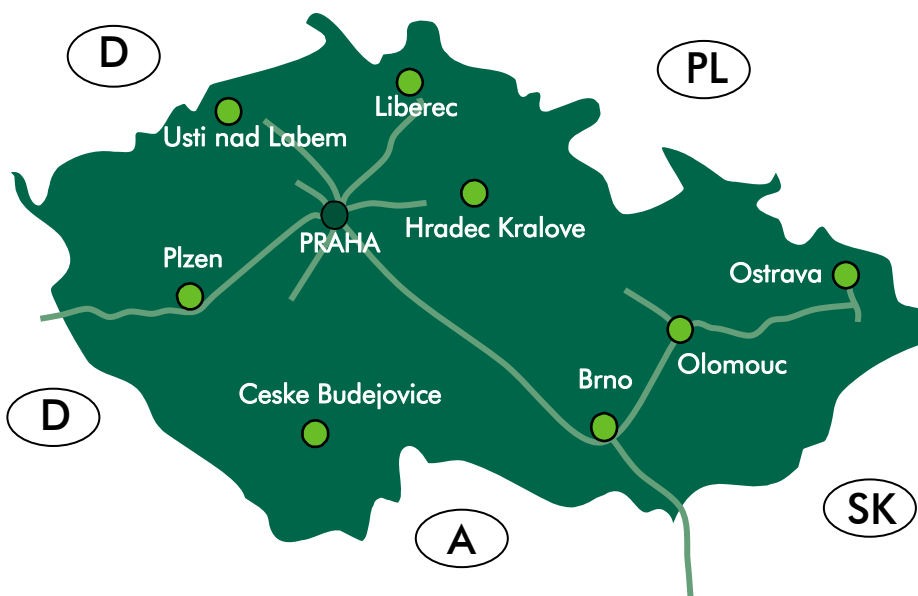 D
PL
Liberec
Usti nad Labem
Hradec Kralove
PRAHA
Plzen
Ostrava
Olomouc
Brno
Ceske Budejovice
D
SK
A